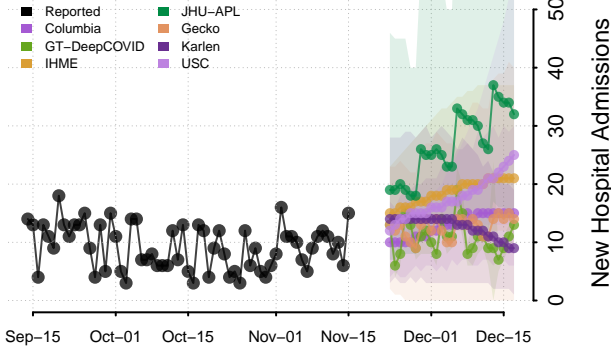 Reported
Columbia
GT−DeepCOVID
IHME
JHU−APL
Gecko
Karlen
USC
50
40
30
20
10
0
New Hospital Admissions
Sep−15
Oct−01
Oct−15
Nov−01
Nov−15
Dec−01
Dec−15